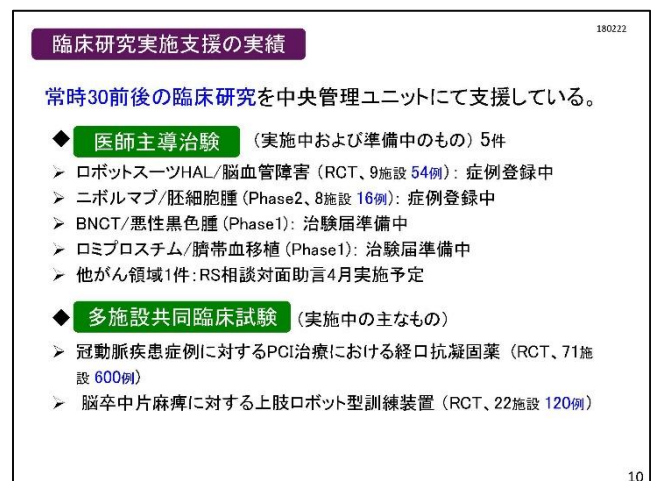 180222
臨床研究実施支援の実績
常時30前後の臨床研究を中央管理ユニットにて支援している。
◆ 医師主導治験 (実施中および準備中のもの) 5件
➢ ロボットスーツHAL/脳血管障害 (RCT、9施設 54例): 症例登録中
➢ ニボルマブ/胚細胞腫 (Phase2、8施設 16例): 症例登録中
➢ BNCT/悪性黒色腫 (Phase1): 治験届準備中
➢ ロミプロスチム/臍帯血移植 (Phase1): 治験届準備中
➢ 他がん領域1件:RS相談対面助言4月実施予定
◆ 多施設共同臨床試験 (実施中の主なもの)
➢ 冠動脈疾患症例に対するPCI治療における経口抗凝固薬 (RCT、71施
設 600例)
➢ 脳卒中片麻痺に対する上肢ロボット型訓練装置 (RCT、22施設 120例)
10